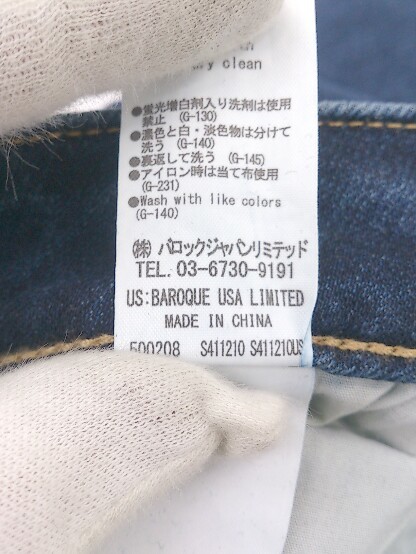 clean
●蛍光増白剤入り洗剤は使用
禁止 (G-130)
●濃色と白・淡色物は分けて
洗う (G-140)
●裏返して洗う (G-145)
●アイロン時は当て布使用
(G-231)
●Wash with like colors
(G-140)
(株) バロックジャパンリミテッド
TEL. 03-6730-9191
US:BAROQUE USA LIMITED
MADE IN CHINA
500208 S411210 S411210US